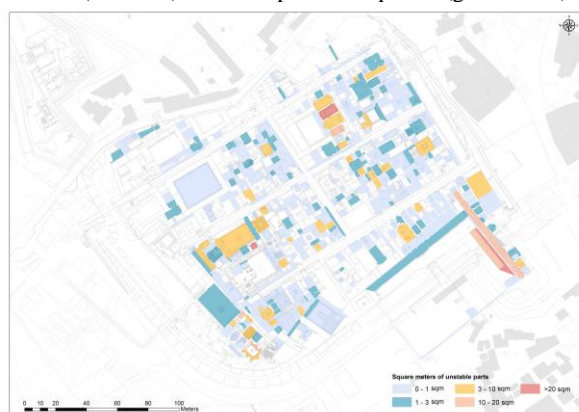 Square meters of unstable parts
0 - 1 sqm 3 - 10 sqm >20 sqm
1 - 3 sqm 10 - 20 sqm
0 10 20 40 60 80 100
Meters